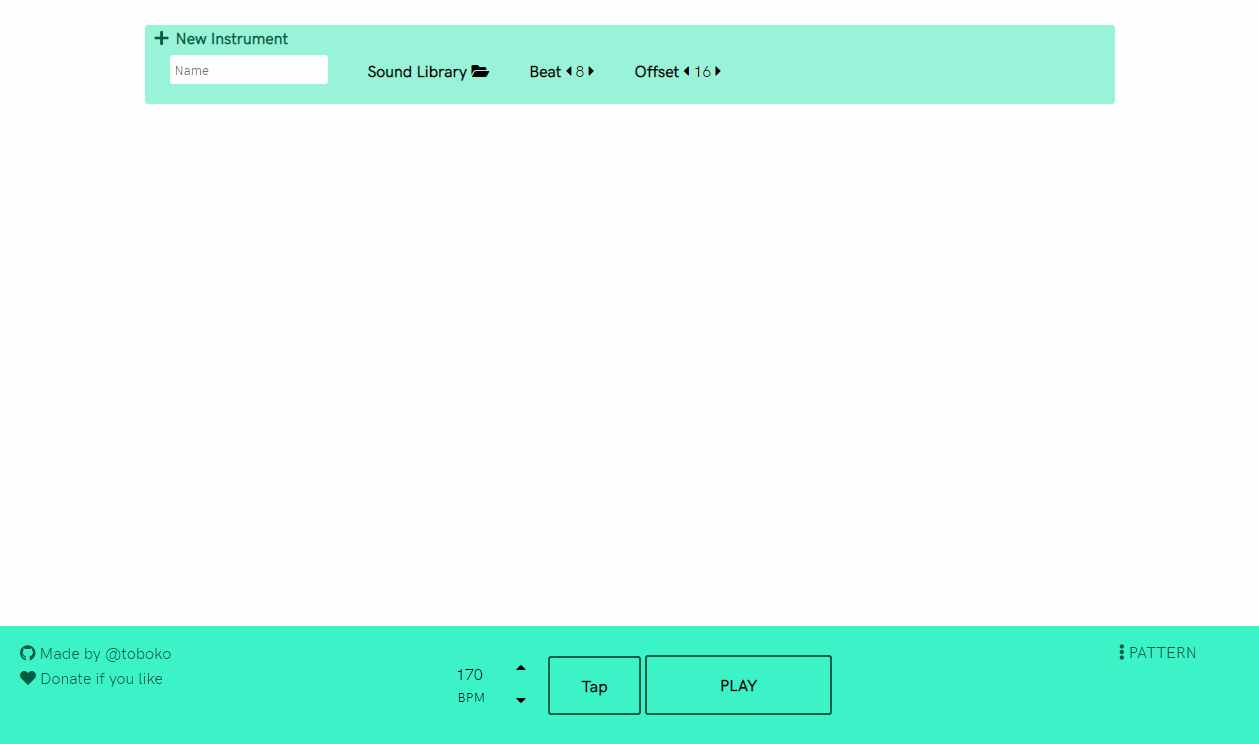 New Instrument
Name
Sound Library
Beat 8
Offset 16
Made by @toboko
Donate if you like
170
BPM
Tap
PLAY
PATTERN